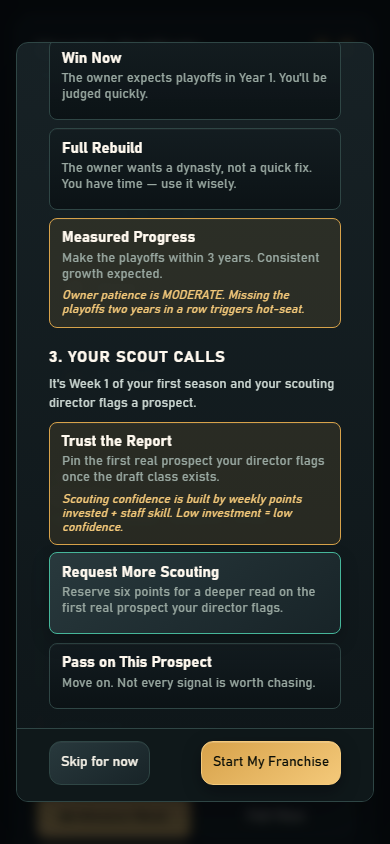 Win Now
The owner expects playoffs in Year 1. You'll be
judged quickly.
Full Rebuild
The owner wants a dynasty, not a quick fix.
You have time — use it wisely.
Measured Progress
Make the playoffs within 3 years. Consistent
growth expected.
Owner patience is MODERATE. Missing the
playoffs two years in a row triggers hot-seat.
3. YOUR SCOUT CALLS
It's Week 1 of your first season and your scouting
director flags a prospect.
Trust the Report
Pin the first real prospect your director flags
once the draft class exists.
Scouting confidence is built by weekly points
invested + staff skill. Low investment = low
confidence.
Request More Scouting
Reserve six points for a deeper read on the
first real prospect your director flags.
Pass on This Prospect
Move on. Not every signal is worth chasing.
Skip for now
Start My Franchise